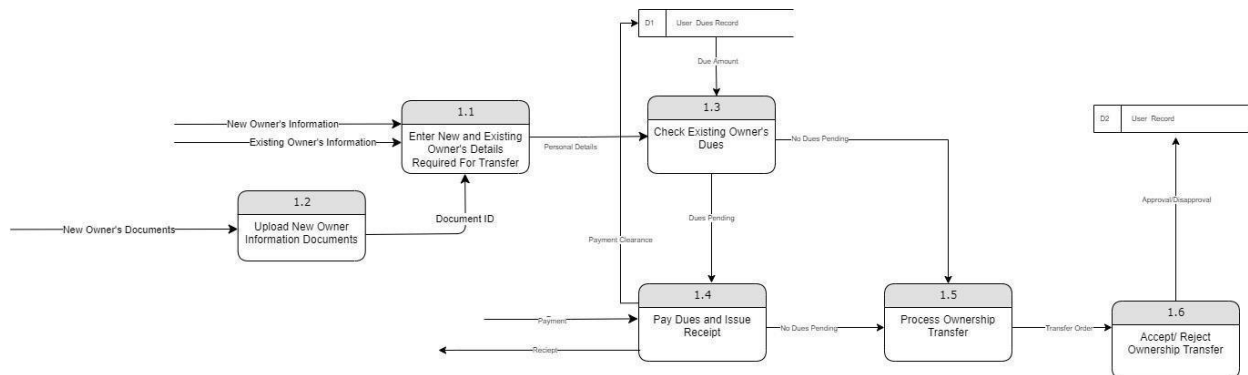 D1 User Dues Record
Due Amount
1.1
Enter New and Existing
Owner's Details
Required For Transfer
New Owner's Information
Existing Owner's Information
Personal Details
1.3
Check Existing Owner's
Dues
No Dues Pending
D2 User Record
1.2
Upload New Owner
Information Documents
New Owner's Documents
Document ID
Dues Pending
Payment Clearance
Approval/Disapproval
1.4
Pay Dues and Issue
Receipt
Payment
Reciept
No Dues Pending
1.5
Process Ownership
Transfer
Transfer Order
1.6
Accept/ Reject
Ownership Transfer